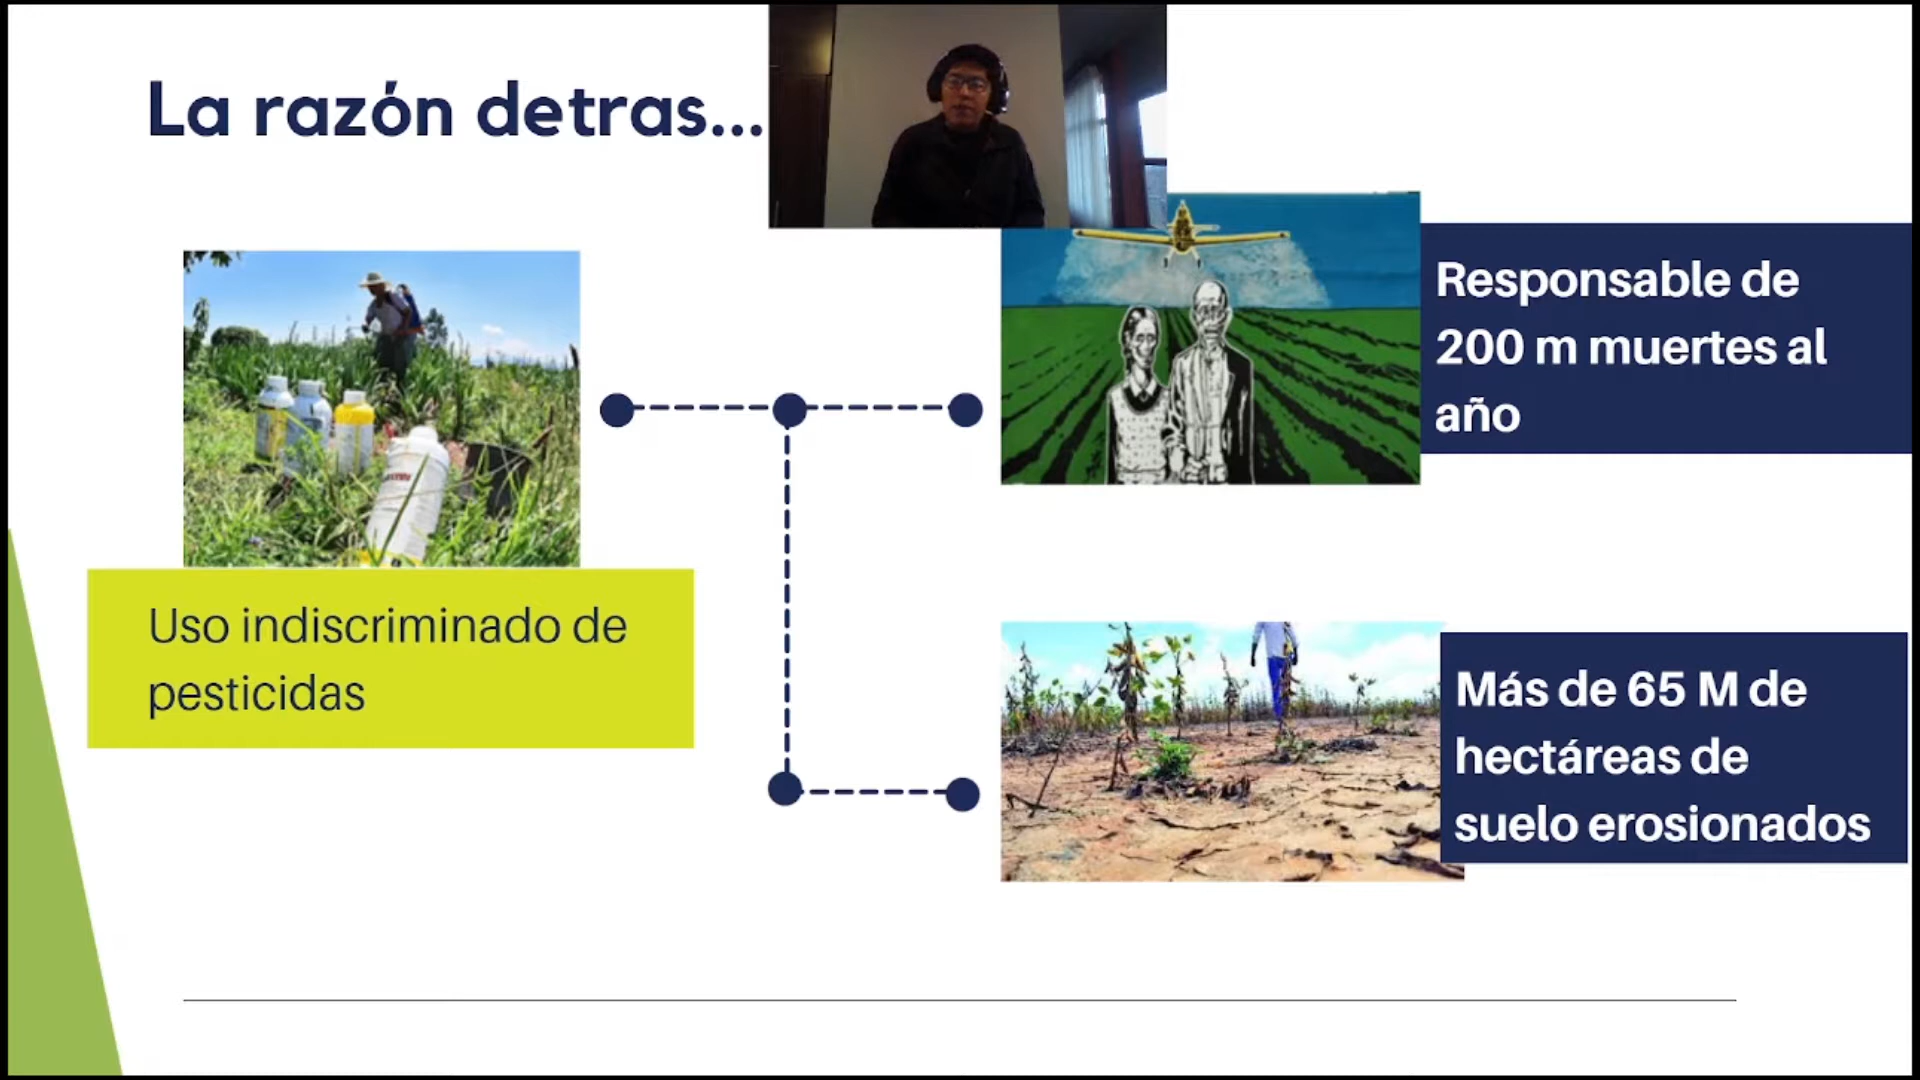 La razón detras...
Responsable de
200 m muertes al
año
Uso indiscriminado de
pesticidas
Más de 65 M de
hectáreas de
suelo erosionados